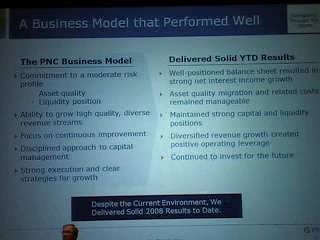 A Business Model that Performed Well
The PNC Business Model
Commitment to a moderate risk
profile
- Asset quality
- Liquidity position
Ability to grow high quality, diverse
revenue streams
Focus on continuous improvement
Disciplined approach to capital
management
Strong execution and clear
strategies for growth
Delivered Solid YTD Results
Well-positioned balance sheet resulted in
strong net interest income growth
Asset quality migration and related costs
remained manageable
Maintained strong capital and liquidity
positions
Diversified revenue growth created
positive operating leverage
Continued to invest for the future
Despite the Current Environment, We
Delivered Solid 2008 Results to Date.